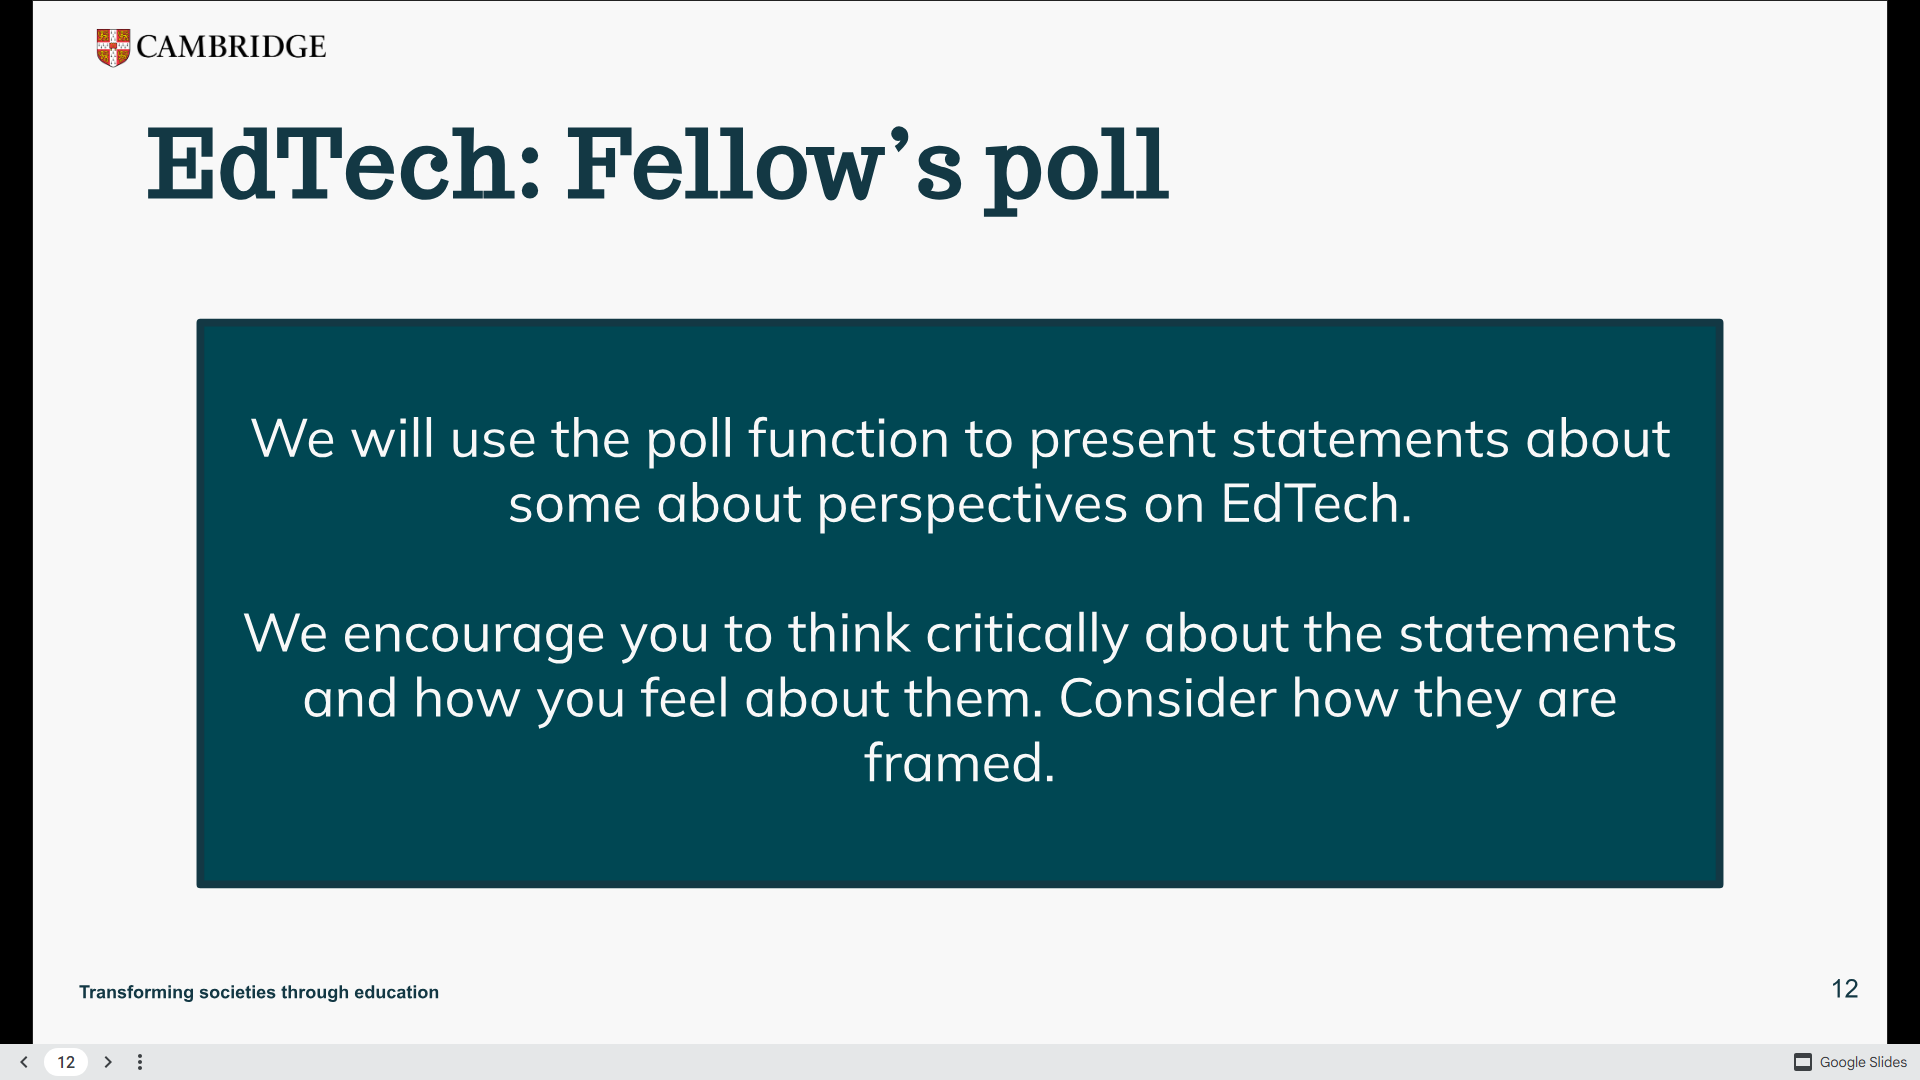 CAMBRIDGE
EdTech: Fellow’s poll
We will use the poll function to present statements about
some about perspectives on EdTech.
We encourage you to think critically about the statements
and how you feel about them. Consider how they are
framed.
Transforming societies through education
12
12
Google Slides